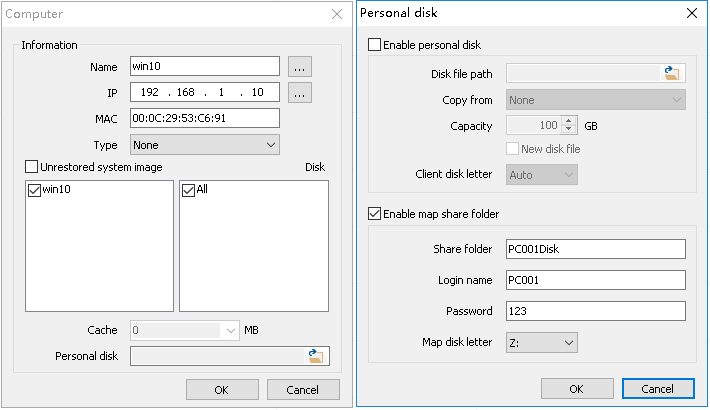 Computer
Information
Name win10 ...
IP 192 . 168 . 1 . 10 ...
MAC 00:0C:29:53:C6:91
Type None
Unrestored system image Disk
win10 All
Cache 0 MB
Personal disk
OK Cancel
Personal disk
Enable personal disk
Disk file path
Copy from None
Capacity 100 GB
New disk file
Client disk letter Auto
Enable map share folder
Share folder PC001Disk
Login name PC001
Password 123
Map disk letter Z:
OK Cancel